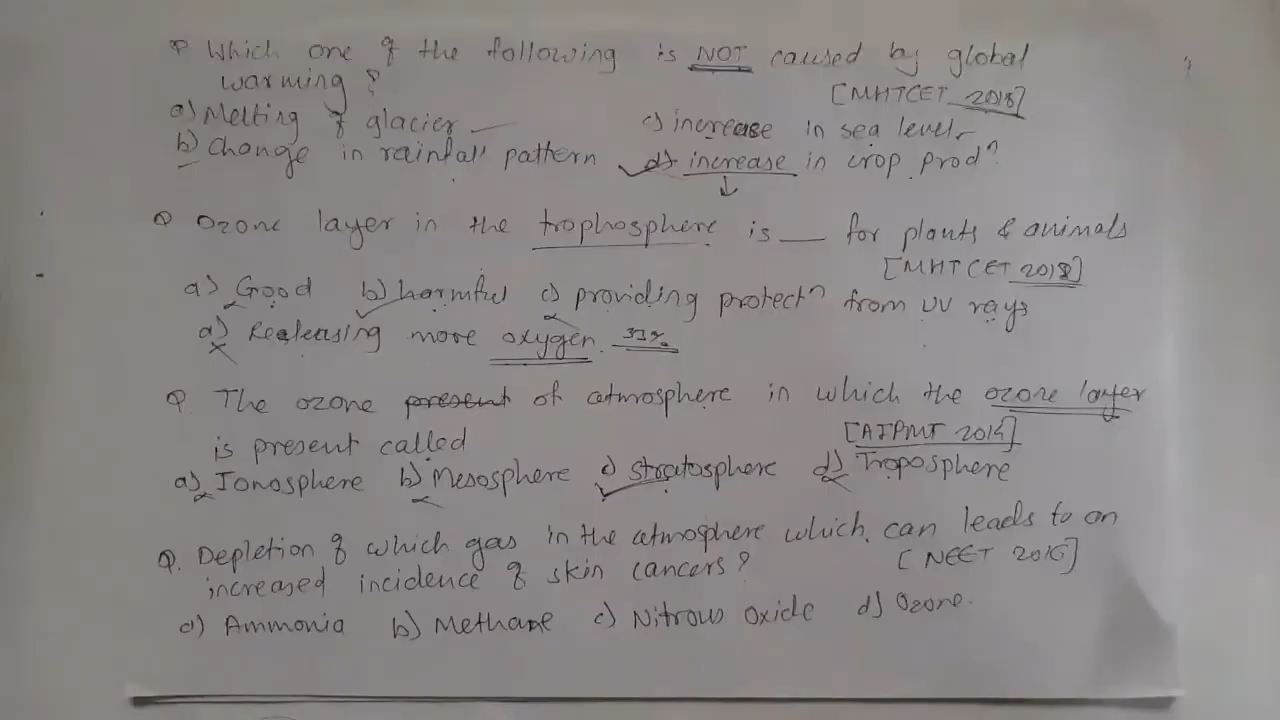 Q Which one of the following is NOT caused by global
warming?
[MHTCET 2018]
a) Melting of glacier
c) increase in sea level
b) Change in rainfall pattern
d) increase in crop prodn
Q Ozone layer in the trophosphere is __ for plants & animals
[MHTCET 2018]
a) Good b) harmful c) providing protectn from UV rays
d) Realeasing more oxygen.
Q. The ozone present of atmosphere in which the ozone layer
is present called
[AIPMT 2014]
a) Ionosphere b) Mesosphere c) Stratosphere d) Troposphere
Q. Depletion of which gas in the atmosphere which can leads to an
increased incidence of skin cancers?
[NEET 2016]
a) Ammonia b) Methane c) Nitrous Oxide d) Ozone.